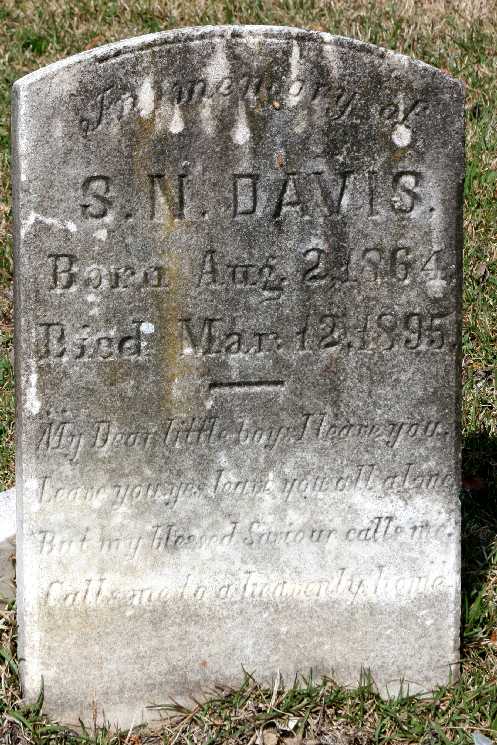 In memory of
S. N. DAVIS.
Born Aug. 2, 1864.
Died Mar. 12, 1895.
My Dear little boys I leave you.
Leave you yes, leave you all alone
But my blessed Saviour calls me.
Calls me to a heavenly home.